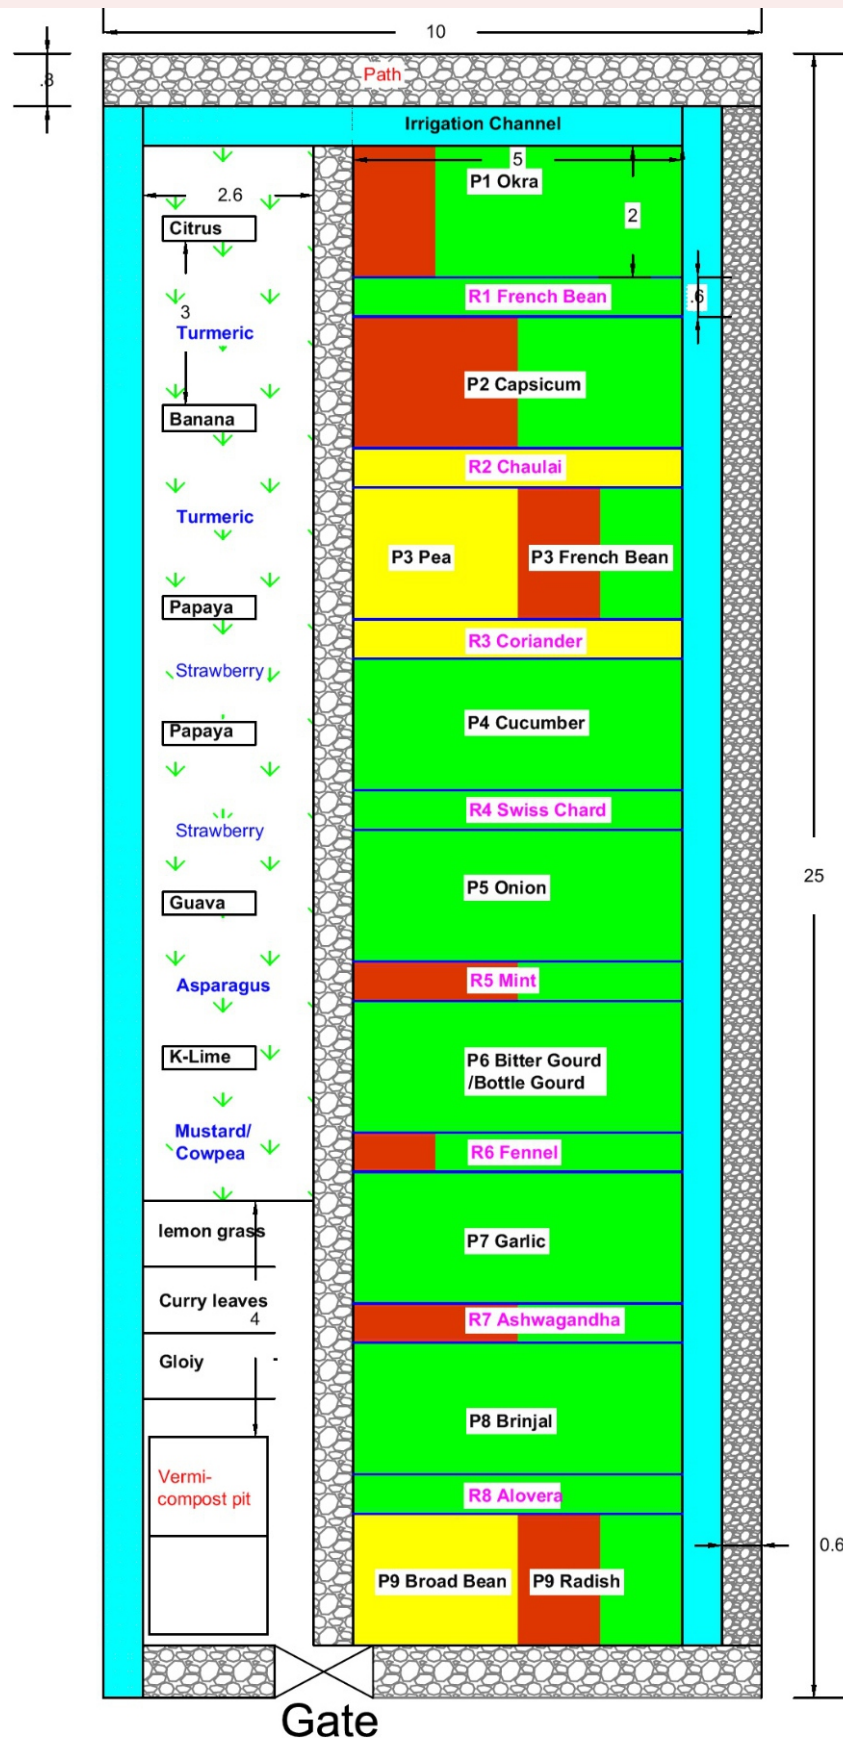 10
.8
Path
Irrigation Channel
5
P1 Okra
2.6
2
Citrus
R1 French Bean
.6
3
Turmeric
P2 Capsicum
Banana
R2 Chaulai
Turmeric
P3 Pea
P3 French Bean
Papaya
R3 Coriander
Strawberry
P4 Cucumber
Papaya
R4 Swiss Chard
Strawberry
25
P5 Onion
Guava
R5 Mint
Asparagus
K-Lime
P6 Bitter Gourd
/Bottle Gourd
Mustard/
Cowpea
R6 Fennel
lemon grass
P7 Garlic
Curry leaves
4
R7 Ashwagandha
Gloiy
P8 Brinjal
Vermi-
compost pit
R8 Alovera
0.6
P9 Broad Bean
P9 Radish
Gate